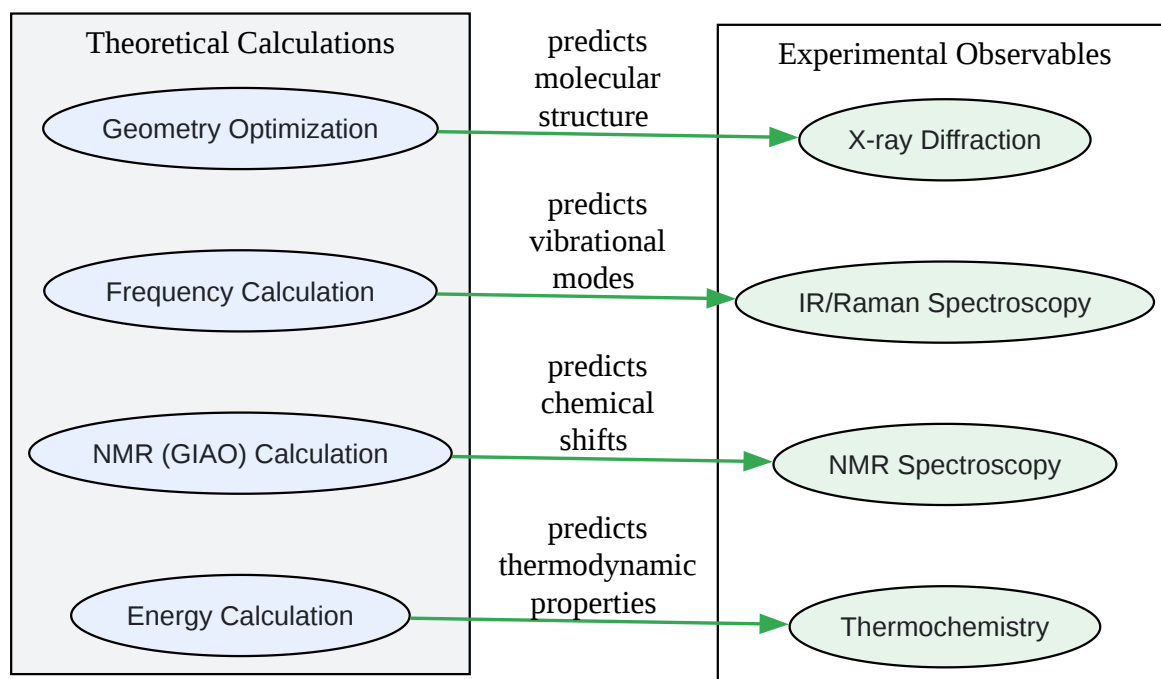 Theoretical Calculations
Experimental Observables
Geometry Optimization
predicts
molecular
structure
X-ray Diffraction
Frequency Calculation
predicts
vibrational
modes
IR/Raman Spectroscopy
NMR (GIAO) Calculation
predicts
chemical
shifts
NMR Spectroscopy
Energy Calculation
predicts
thermodynamic
properties
Thermochemistry